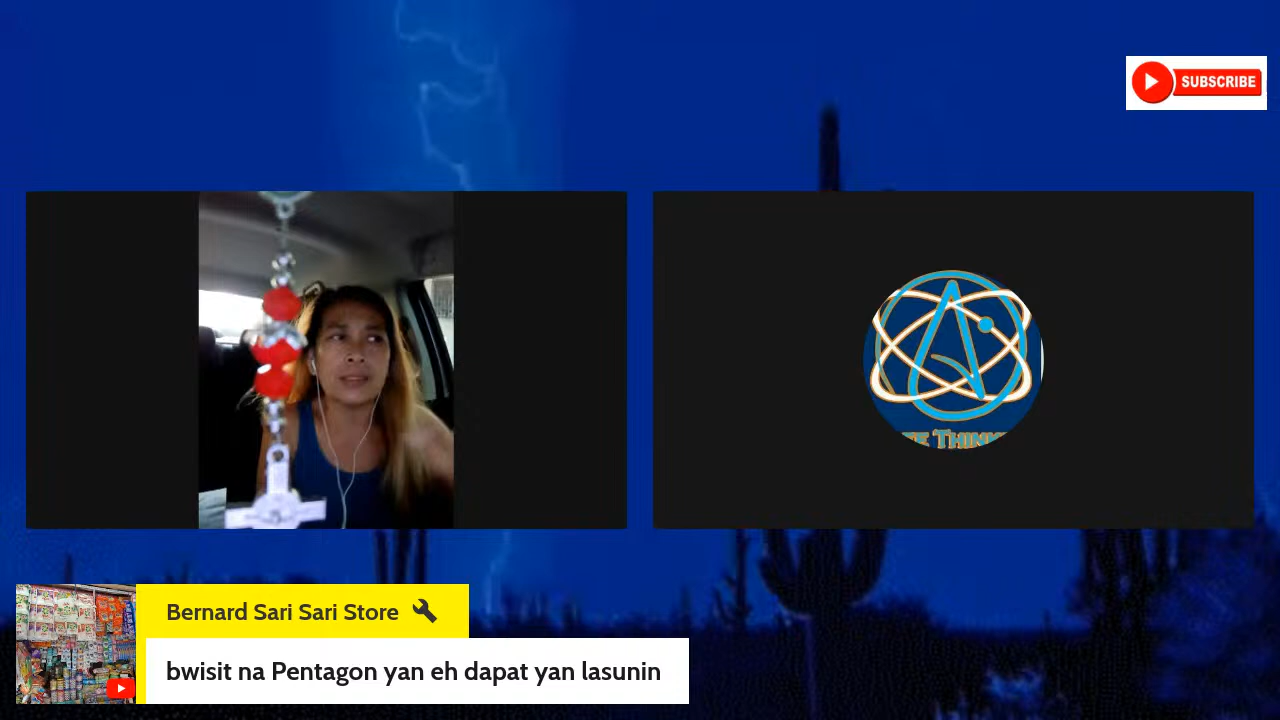 SUBSCRIBE
Bernard Sari Sari Store
bwisit na Pentagon yan eh dapat yan lasunin